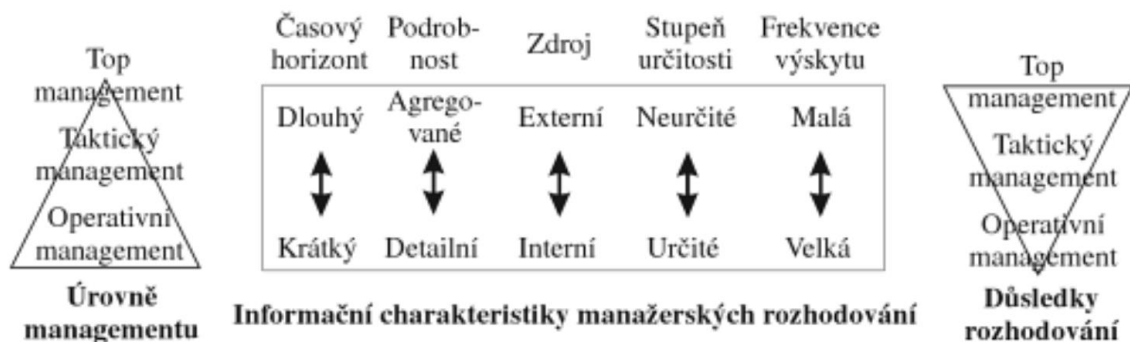 Top
management
Taktický
management
Operativní
management
Úrovně
managementu
Časový
horizont
Podrob-
nost
Zdroj
Stupeň
určitosti
Frekvence
výskytu
Dlouhý
Agrego-
vané
Externí
Neurčité
Malá
Krátký
Detailní
Interní
Určité
Velká
Informační charakteristiky manažerských rozhodování
Top
management
Taktický
management
Operativní
management
Důsledky
rozhodování